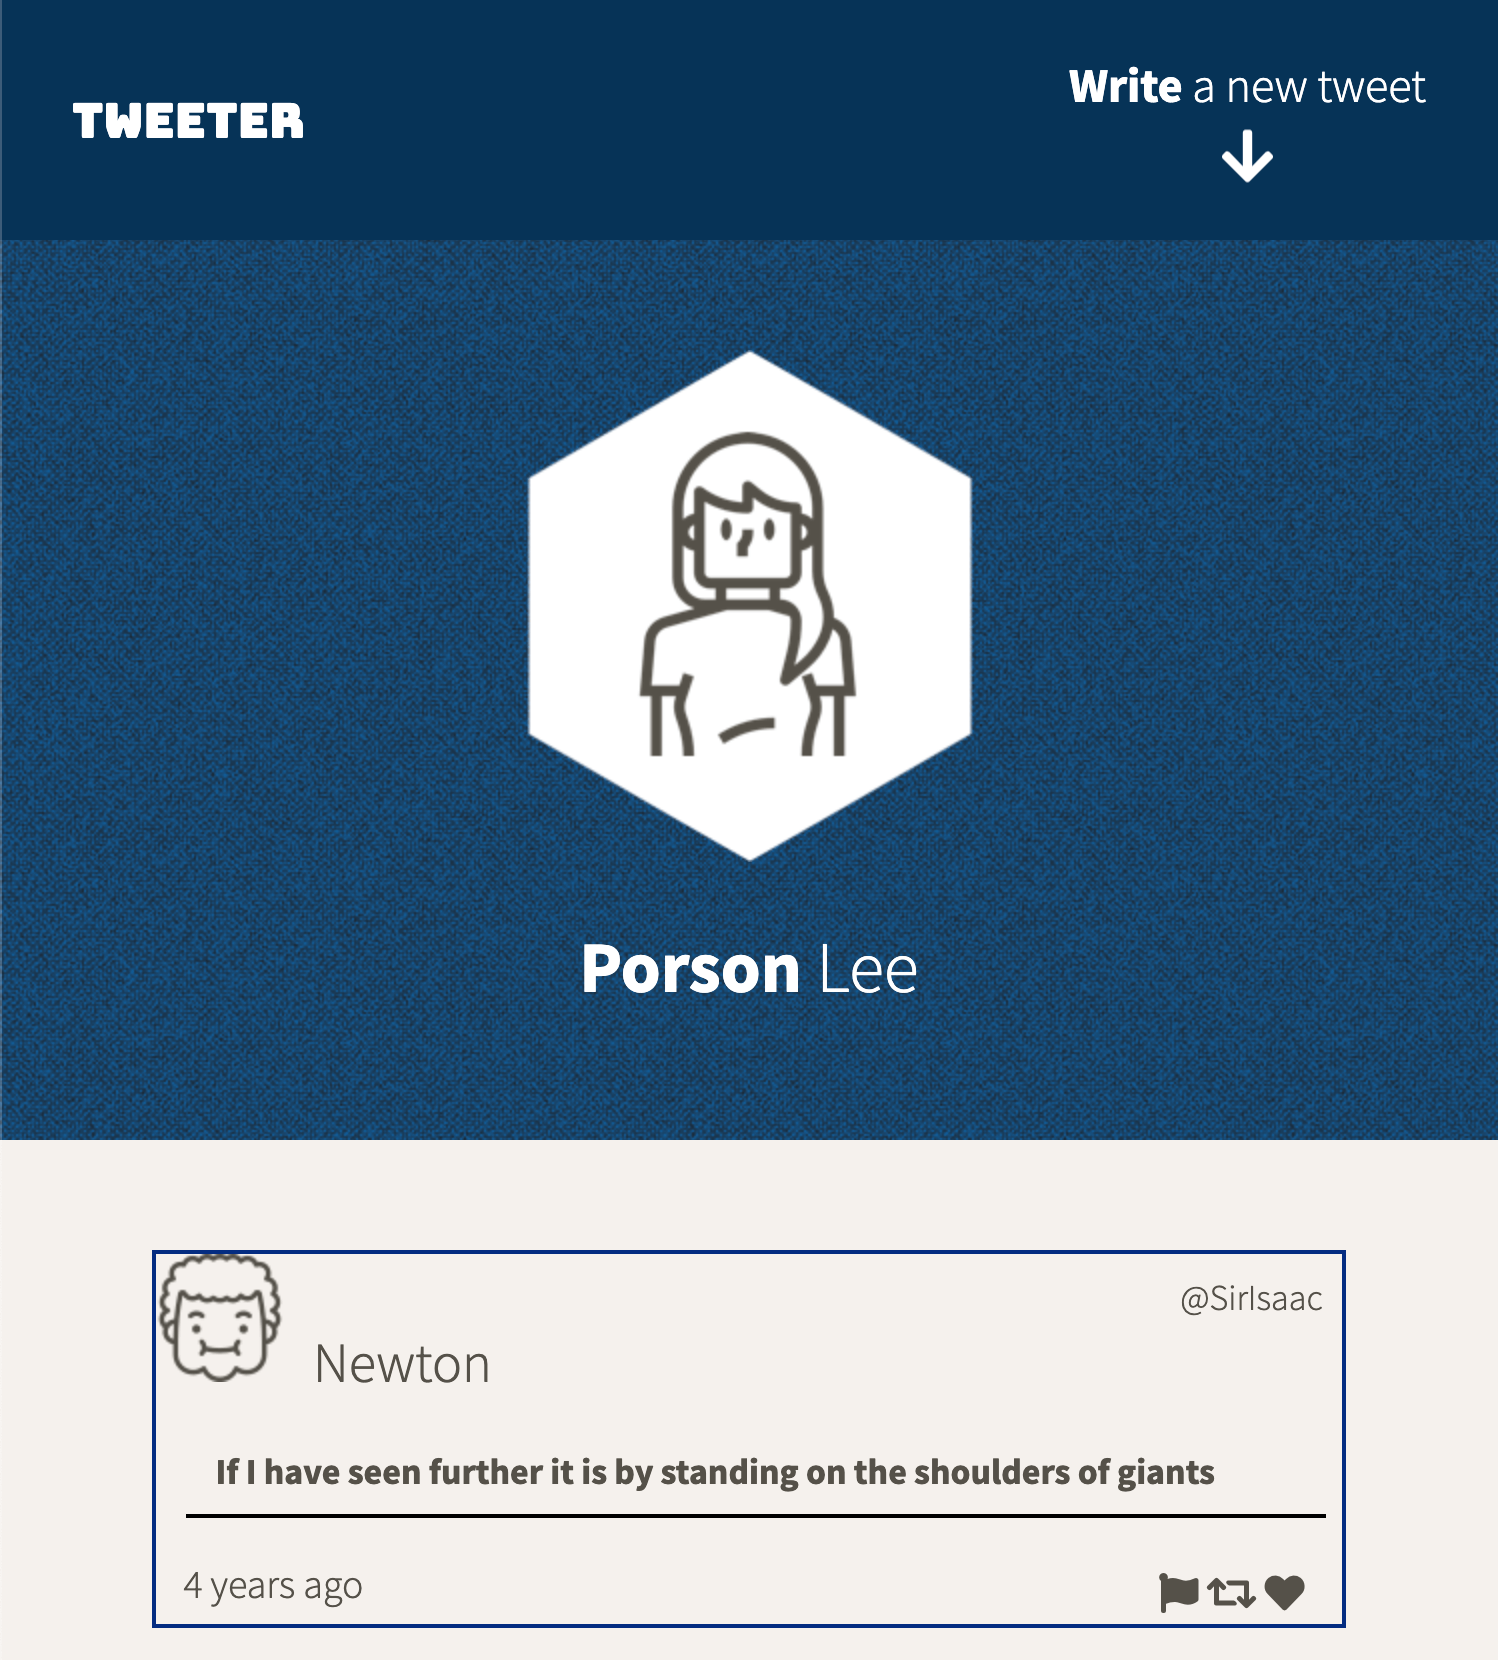 TWEETER
Write a new tweet
Porson Lee
@SirIsaac
Newton
If I have seen further it is by standing on the shoulders of giants
4 years ago